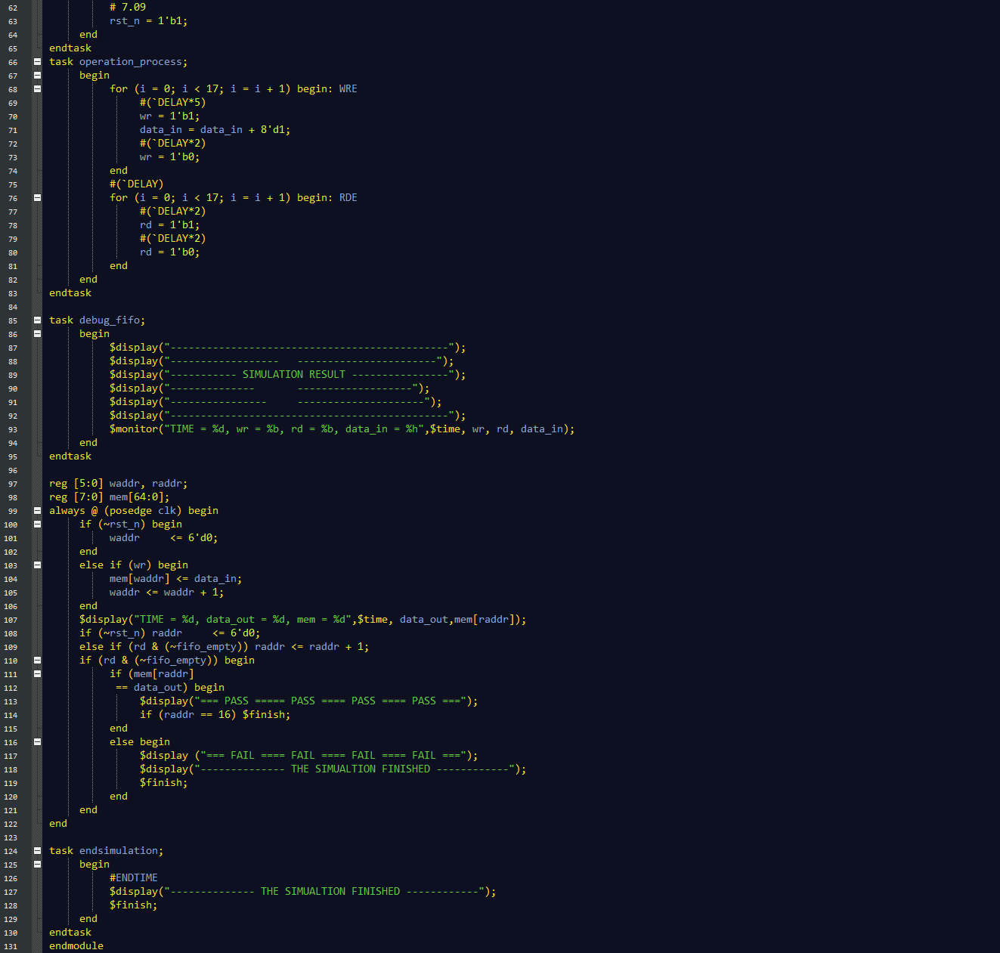 62 # 7.09
63 rst_n = 1'b1;
64 end
65 endtask
66 task operation_process;
67 begin
68 for (i = 0; i < 17; i = i + 1) begin: WRE
69 #(`DELAY*5)
70 wr = 1'b1;
71 data_in = data_in + 8'd1;
72 #(`DELAY*2)
73 wr = 1'b0;
74 end
75 #(`DELAY)
76 for (i = 0; i < 17; i = i + 1) begin: RDE
77 #(`DELAY*2)
78 rd = 1'b1;
79 #(`DELAY*2)
80 rd = 1'b0;
81 end
82 end
83 endtask
84
85 task debug_fifo;
86 begin
87 $display("----------------------------------------------");
88 $display("------------------   -----------------------");
89 $display("----------- SIMULATION RESULT ----------------");
90 $display("--------------       -------------------");
91 $display("----------------     ---------------------");
92 $display("----------------------------------------------");
93 $monitor("TIME = %d, wr = %b, rd = %b, data_in = %h",$time, wr, rd, data_in);
94 end
95 endtask
96
97 reg [5:0] waddr, raddr;
98 reg [7:0] mem[64:0];
99 always @ (posedge clk) begin
100 if (~rst_n) begin
101 waddr     <= 6'd0;
102 end
103 else if (wr) begin
104 mem[waddr] <= data_in;
105 waddr <= waddr + 1;
106 end
107 $display("TIME = %d, data_out = %d, mem = %d",$time, data_out,mem[raddr]);
108 if (~rst_n) raddr     <= 6'd0;
109 else if (rd & (~fifo_empty)) raddr <= raddr + 1;
110 if (rd & (~fifo_empty)) begin
111 if (mem[raddr]
112 == data_out) begin
113 $display("=== PASS ===== PASS ==== PASS ==== PASS ===");
114 if (raddr == 16) $finish;
115 end
116 else begin
117 $display ("=== FAIL ==== FAIL ==== FAIL ==== FAIL ===");
118 $display("-------------- THE SIMUALTION FINISHED ------------");
119 $finish;
120 end
121 end
122 end
123
124 task endsimulation;
125 begin
126 #ENDTIME
127 $display("-------------- THE SIMUALTION FINISHED ------------");
128 $finish;
129 end
130 endtask
131 endmodule